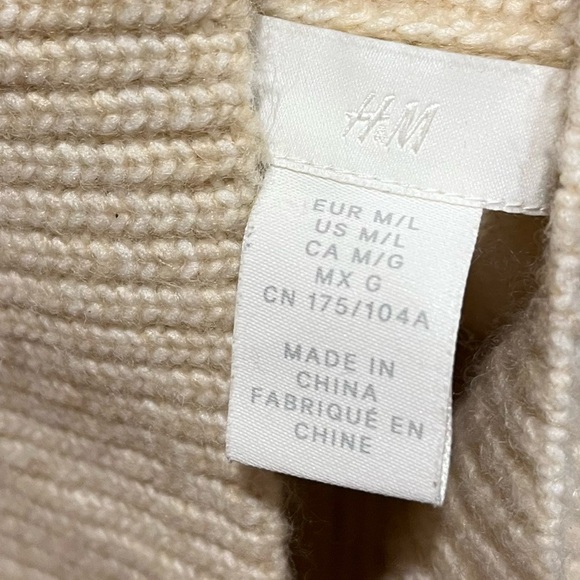 H&M
EUR M/L
US M/L
CA M/G
MX G
CN 175/104A
MADE IN
CHINA
FABRIQUÉ EN
CHINE